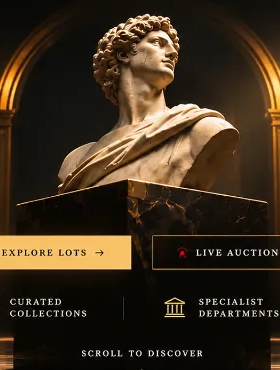 EXPLORE LOTS →
LIVE AUCTION
CURATED
COLLECTIONS
SPECIALIST
DEPARTMENTS
SCROLL TO DISCOVER